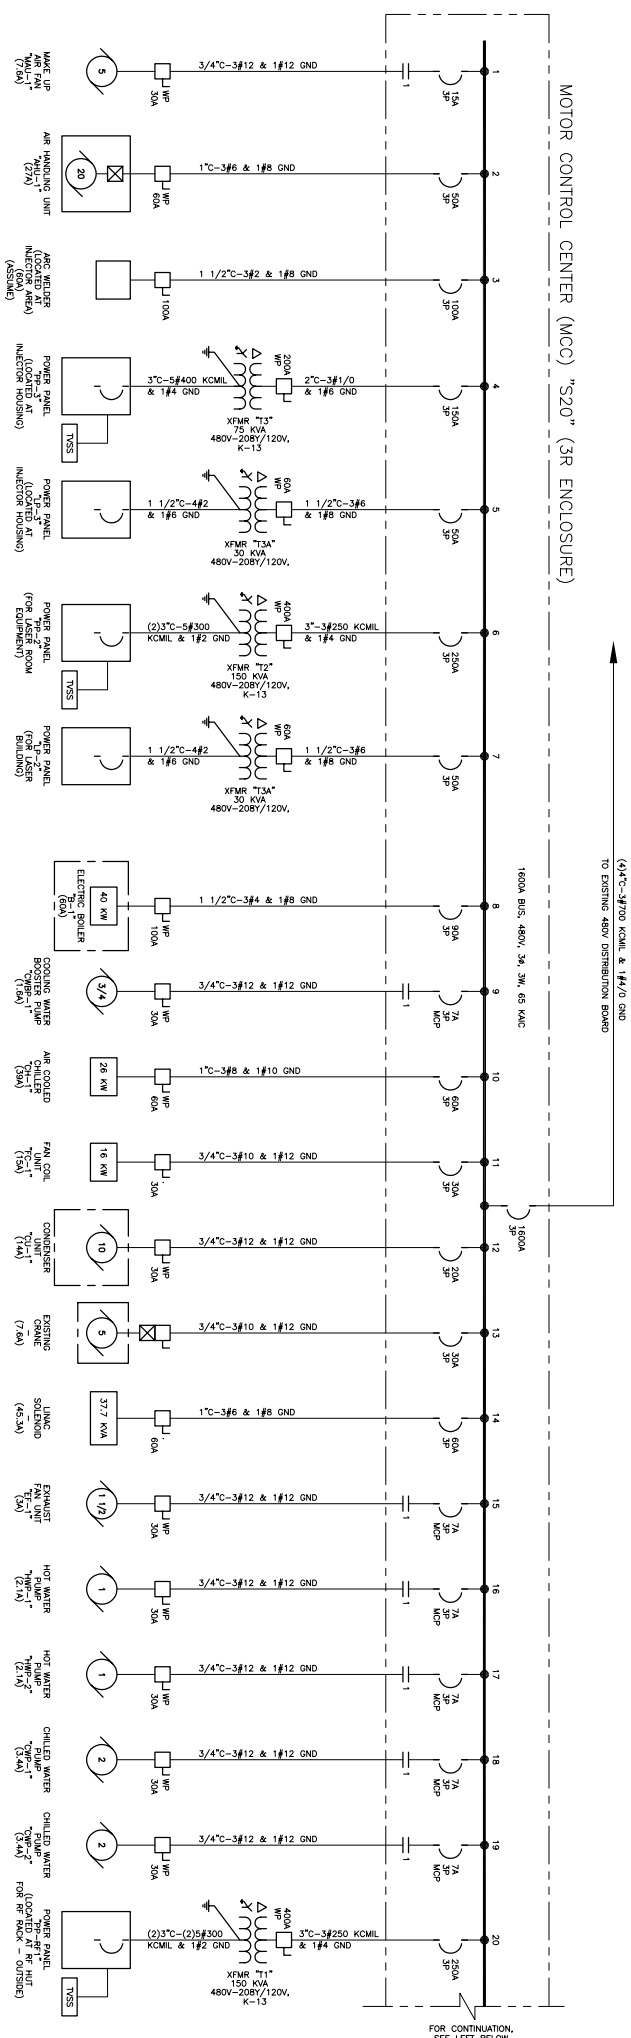 MOTOR CONTROL CENTER (MCC) "S20" (3R ENCLOSURE)
(4)4"C-3#700 KCMIL & 1#4/0 GND
TO EXISTING 480V DISTRIBUTION BOARD
1600A BUS, 480V, 3ø, 3W, 65 KAIC
1600A
3P
1
15A
3P
1
3/4"C-3#12 & 1#12 GND
WP
30A
5
MAKE UP
AIR FAN
"MAU-1"
(7.6A)
2
50A
3P
1"C-3#6 & 1#8 GND
WP
60A
20
AIR HANDLING UNIT
"AHU-1"
(27A)
3
100A
3P
1 1/2"C-3#2 & 1#8 GND
100A
ARC WELDER
(LOCATED AT
INJECTOR AREA)
(60A)
(ASSUME)
4
150A
3P
2"C-3#1/0
& 1#6 GND
200A
WP
XFMR "T3"
75 KVA
480V-208Y/120V,
K-13
3"C-5#400 KCMIL
& 1#4 GND
TVSS
POWER PANEL
"PP-3"
(LOCATED AT
INJECTOR HOUSING)
5
50A
3P
1 1/2"C-3#6
& 1#8 GND
60A
WP
XFMR "T3A"
30 KVA
480V-208Y/120V,
1 1/2"C-4#2
& 1#6 GND
POWER PANEL
"LP-3"
(LOCATED AT
INJECTOR HOUSING)
6
250A
3P
3"-3#250 KCMIL
& 1#4 GND
400A
WP
XFMR "T2"
150 KVA
480V-208Y/120V,
K-13
(2)3"C-5#300
KCMIL & 1#2 GND
TVSS
POWER PANEL
"PP-2"
(FOR LASER ROOM
EQUIPMENT)
7
50A
3P
1 1/2"C-3#6
& 1#8 GND
60A
WP
XFMR "T3A"
30 KVA
480V-208Y/120V,
1 1/2"C-4#2
& 1#6 GND
POWER PANEL
"LP-2"
(FOR LASER
BUILDING)
8
90A
3P
1 1/2"C-3#4 & 1#8 GND
WP
100A
40 KW
ELECTRIC BOILER
"B-1"
(60A)
9
7A
3P
MCP
1
3/4"C-3#12 & 1#12 GND
WP
30A
3/4
COOLING WATER
BOOSTER PUMP
"CWBP-1"
(1.6A)
10
60A
3P
1"C-3#8 & 1#10 GND
WP
60A
26 KW
AIR COOLED
CHILLER
"CH-1"
(39A)
11
30A
3P
3/4"C-3#10 & 1#12 GND
30A
16 KW
FAN COIL
UNIT
"FC-1"
(15A)
12
20A
3P
3/4"C-3#12 & 1#12 GND
WP
30A
10
CONDENSER
UNIT
"CU-1"
(14A)
13
30A
3P
3/4"C-3#10 & 1#12 GND
5
EXISTING
CRANE
-
(7.6A)
14
60A
3P
1"C-3#6 & 1#8 GND
60A
37.7 KVA
LINAC
SOLENOID
-
(45.3A)
15
7A
3P
MCP
1
3/4"C-3#12 & 1#12 GND
WP
30A
1 1/2
EXHAUST
FAN UNIT
"EF-1"
(3A)
16
7A
3P
MCP
1
3/4"C-3#12 & 1#12 GND
WP
30A
1
HOT WATER
PUMP
"HWP-1"
(2.1A)
17
7A
3P
MCP
1
3/4"C-3#12 & 1#12 GND
WP
30A
1
HOT WATER
PUMP
"HWP-2"
(2.1A)
18
7A
3P
MCP
1
3/4"C-3#12 & 1#12 GND
WP
30A
2
CHILLED WATER
PUMP
"CWP-1"
(3.4A)
19
7A
3P
MCP
1
3/4"C-3#12 & 1#12 GND
WP
30A
2
CHILLED WATER
PUMP
"CWP-2"
(3.4A)
20
250A
3P
3"C-3#250 KCMIL
& 1#4 GND
400A
WP
XFMR "T1"
150 KVA
480V-208Y/120V,
K-13
(2)3"C-(2)5#300
KCMIL & 1#2 GND
TVSS
POWER PANEL
"PP-RF1"
(LOCATED AT RF HUT
FOR RF RACK - OUTSIDE)
FOR CONTINUATION,
SEE LEFT BELOW